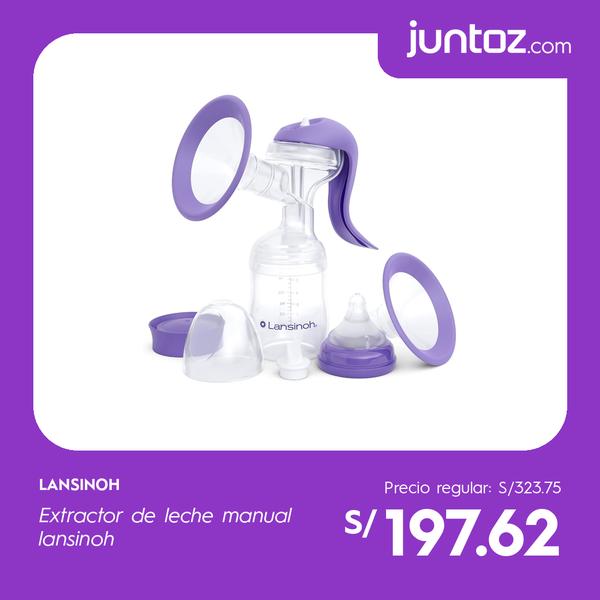 juntoz.com
Lansinoh
LANSINOH
Extractor de leche manual
lansinoh
Precio regular: S/323.75
S/197.62